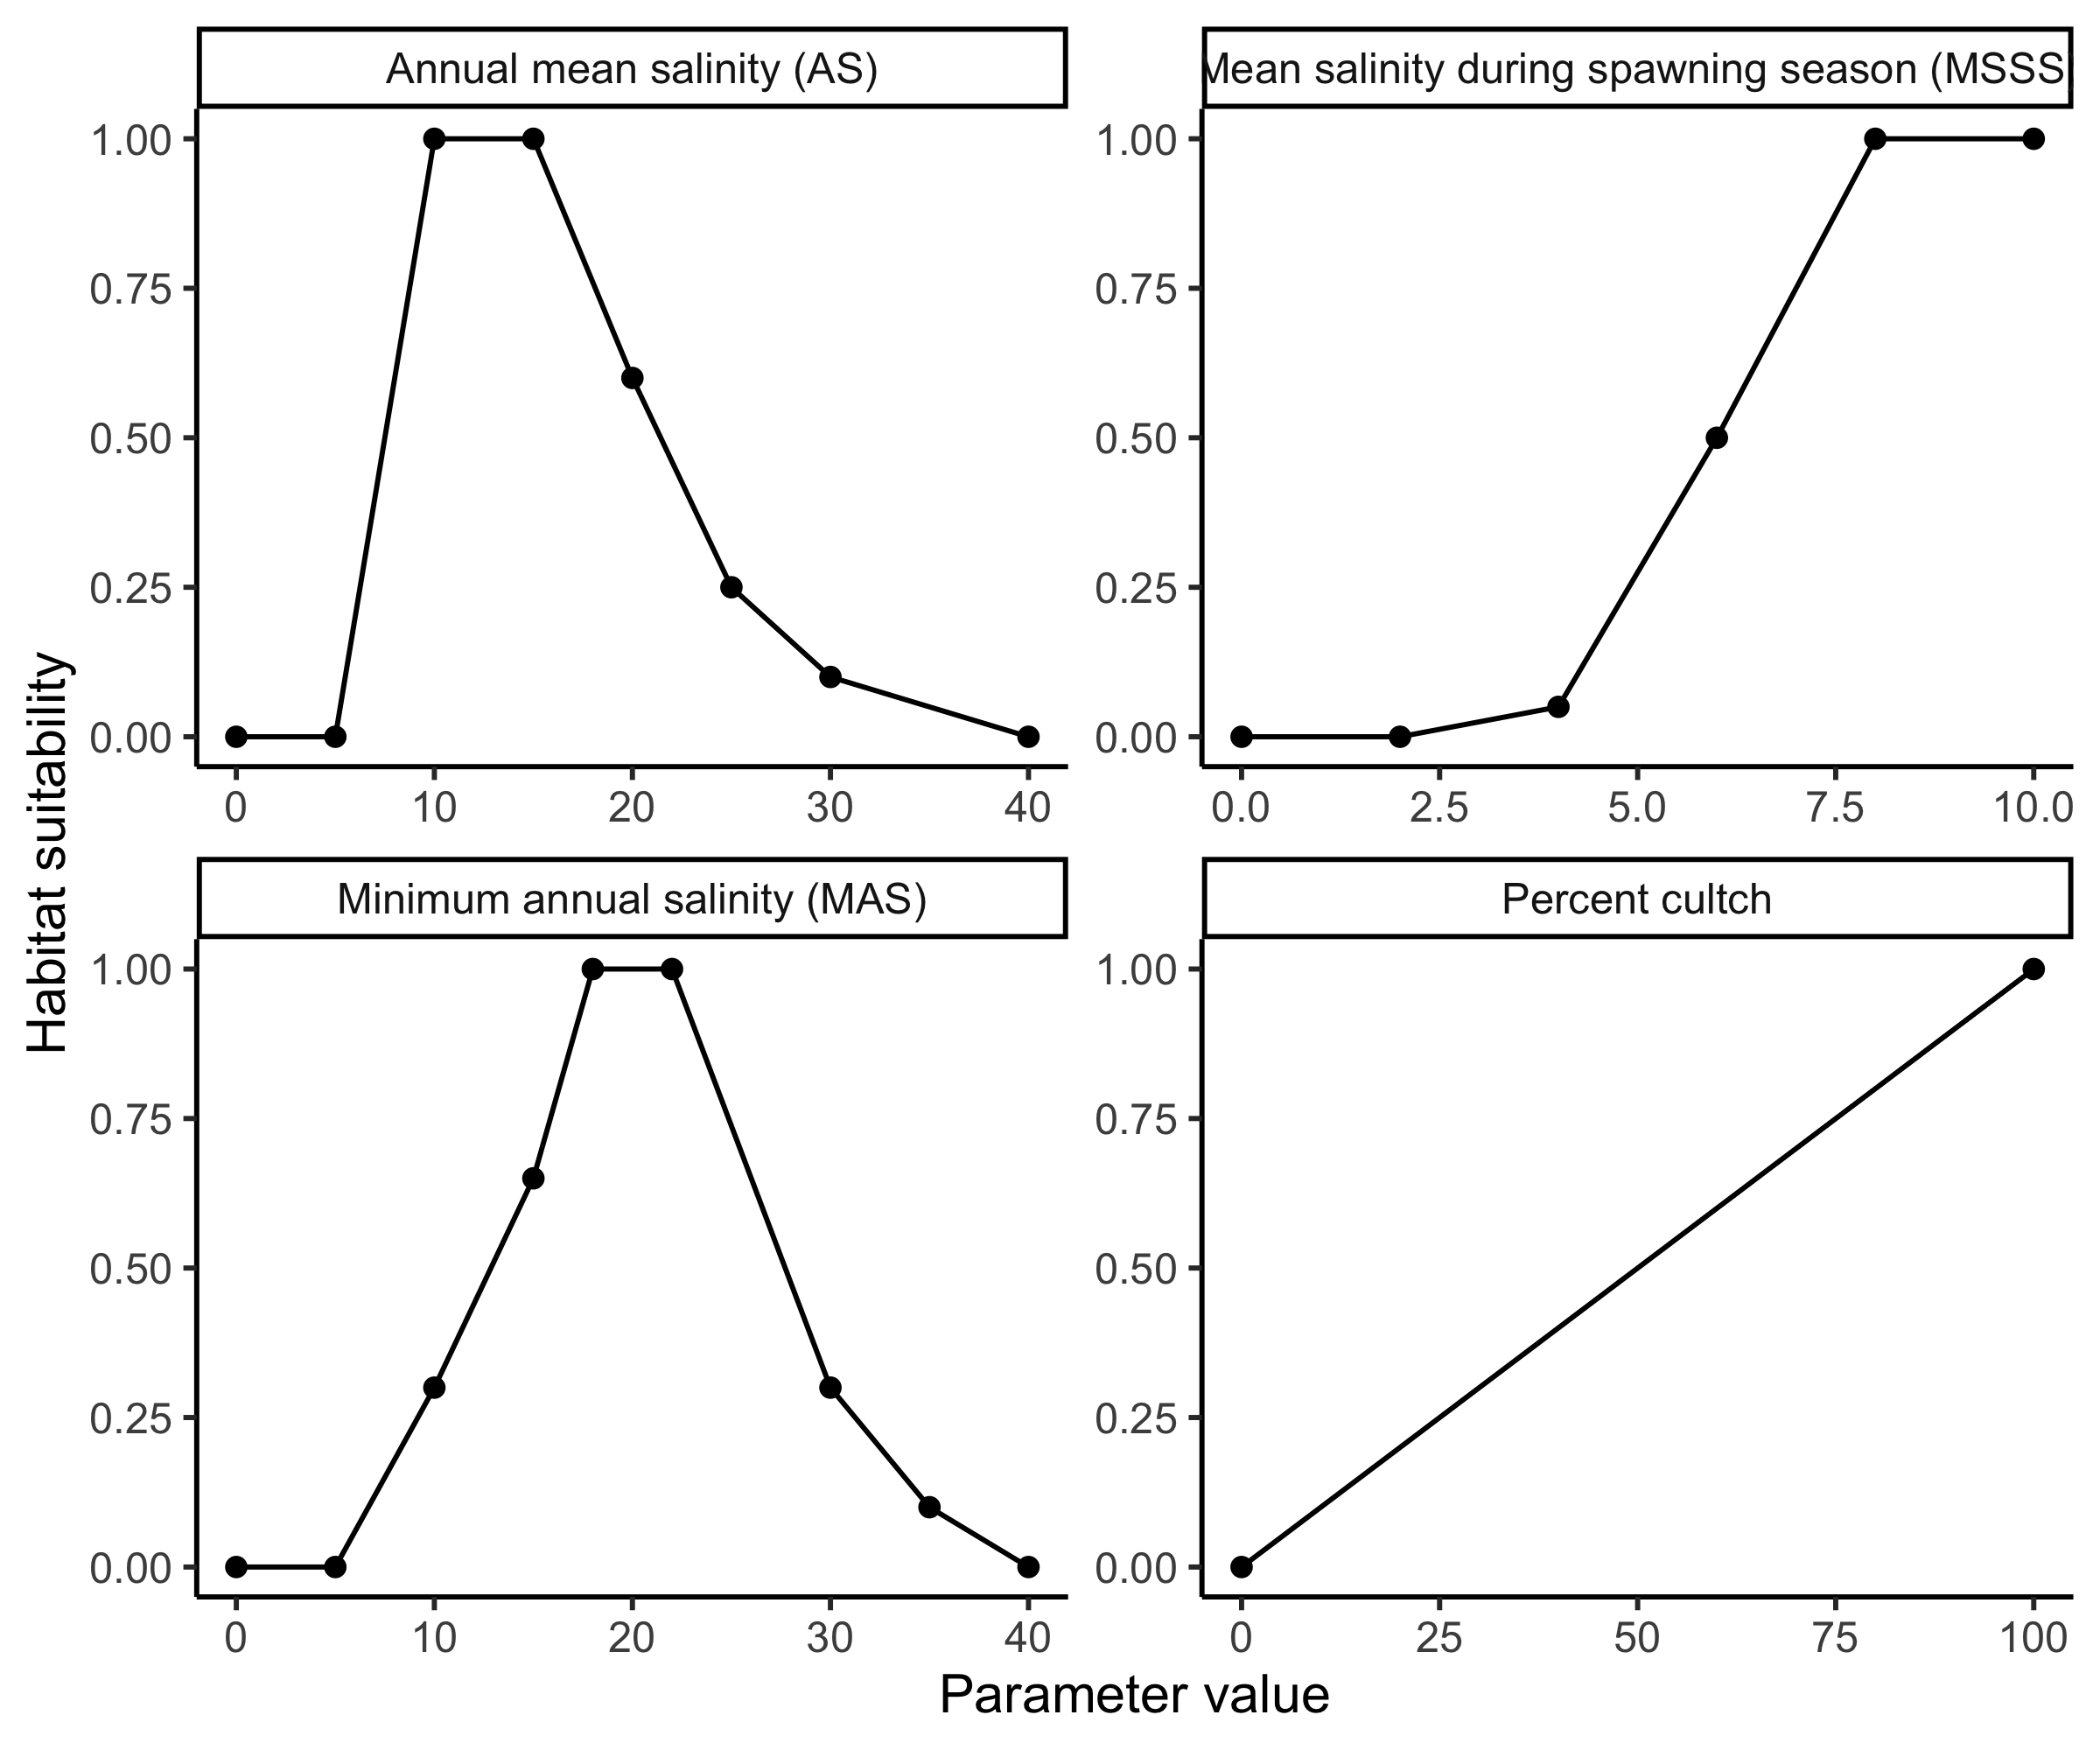 Annual mean salinity (AS)
Mean salinity during spawning season (MSSS
1.00
0.75
0.50
0.25
0.00
0 10 20 30 40
1.00
0.75
0.50
0.25
0.00
0.0 2.5 5.0 7.5 10.0
Habitat suitability
Minimum annual salinity (MAS)
Percent cultch
1.00
0.75
0.50
0.25
0.00
0 10 20 30 40
1.00
0.75
0.50
0.25
0.00
0 25 50 75 100
Parameter value